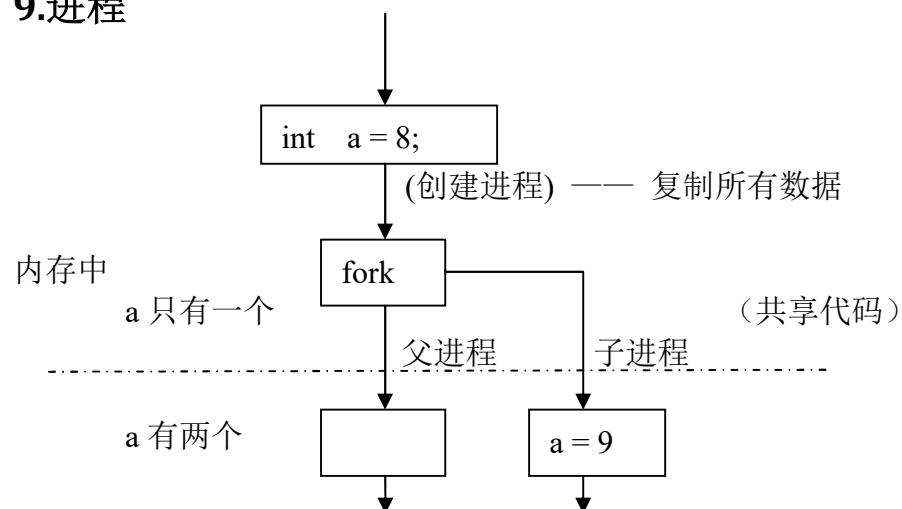 9.进程
int a = 8;
(创建进程) —— 复制所有数据
内存中
fork
a 只有一个
（共享代码）
父进程
子进程
a 有两个
a = 9